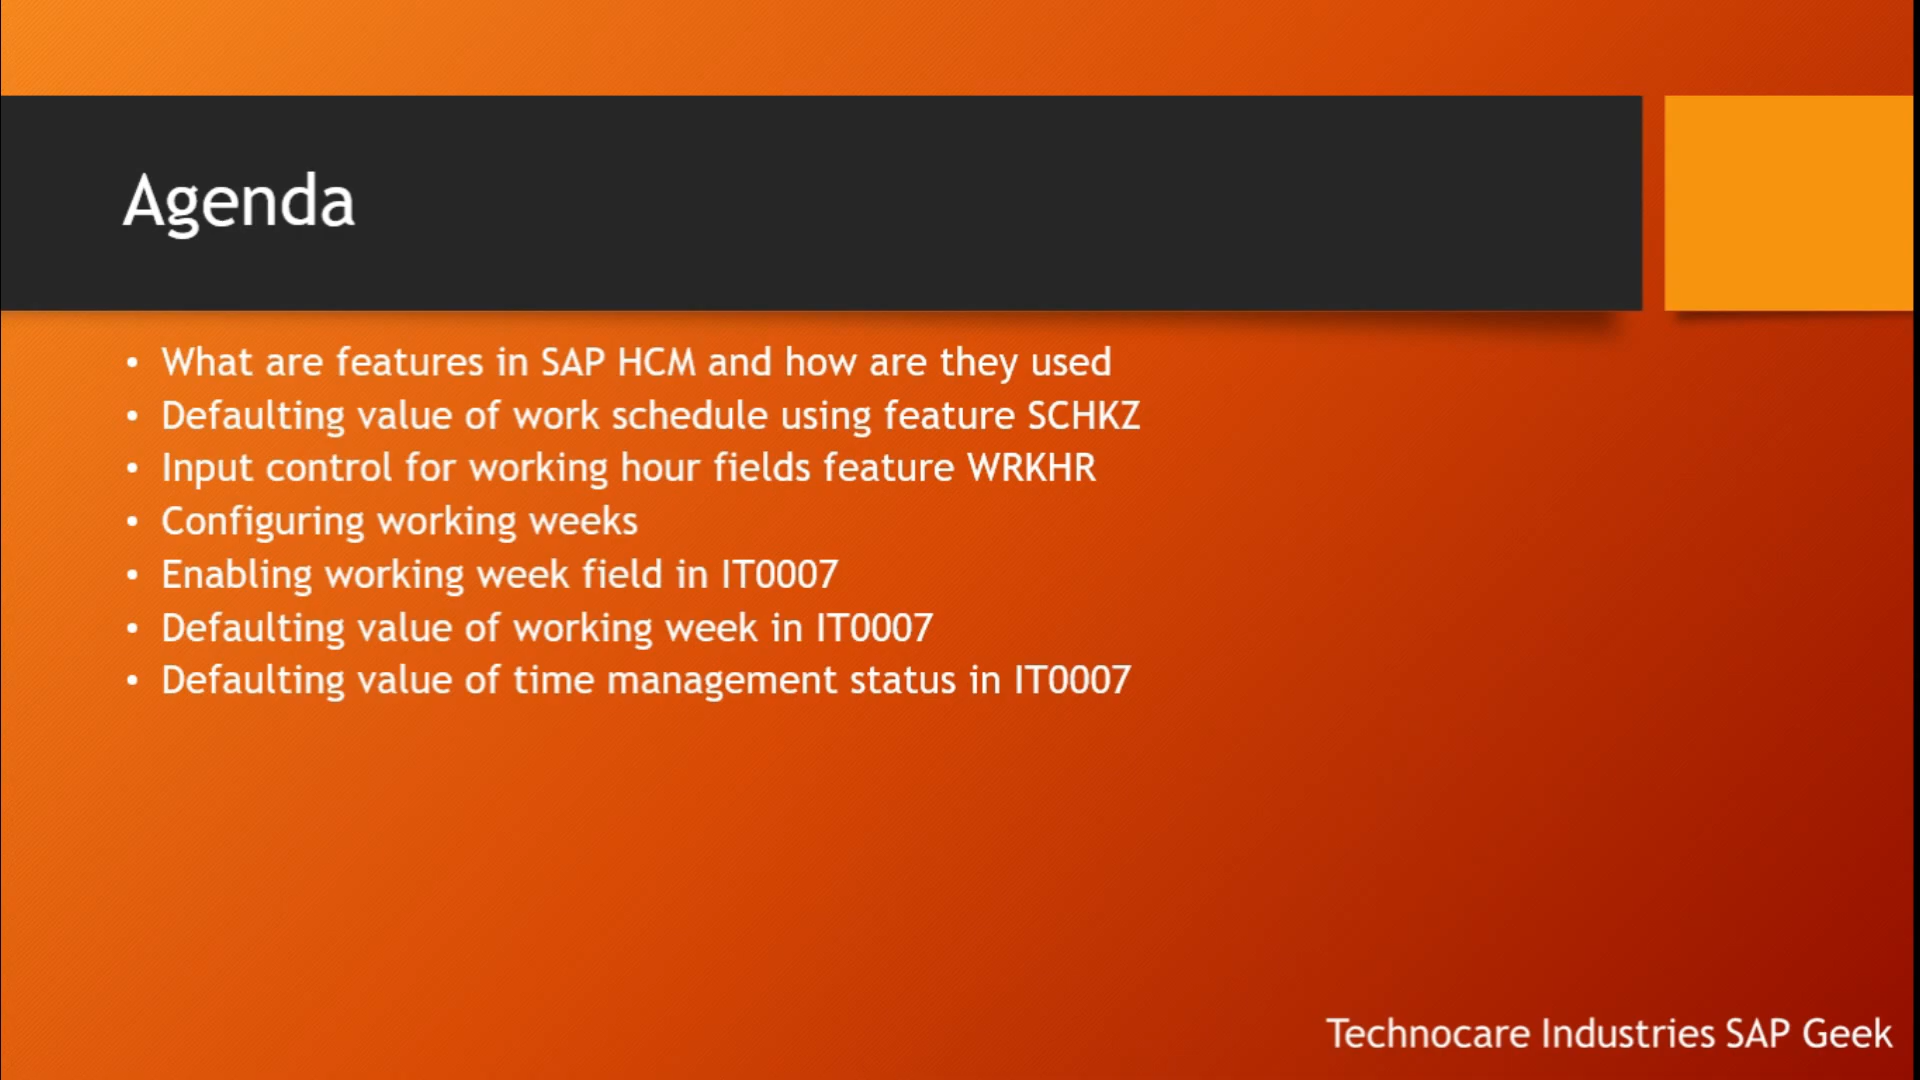 Agenda
• What are features in SAP HCM and how are they used
• Defaulting value of work schedule using feature SCHKZ
• Input control for working hour fields feature WRKHR
• Configuring working weeks
• Enabling working week field in IT0007
• Defaulting value of working week in IT0007
• Defaulting value of time management status in IT0007
Technocare Industries SAP Geek